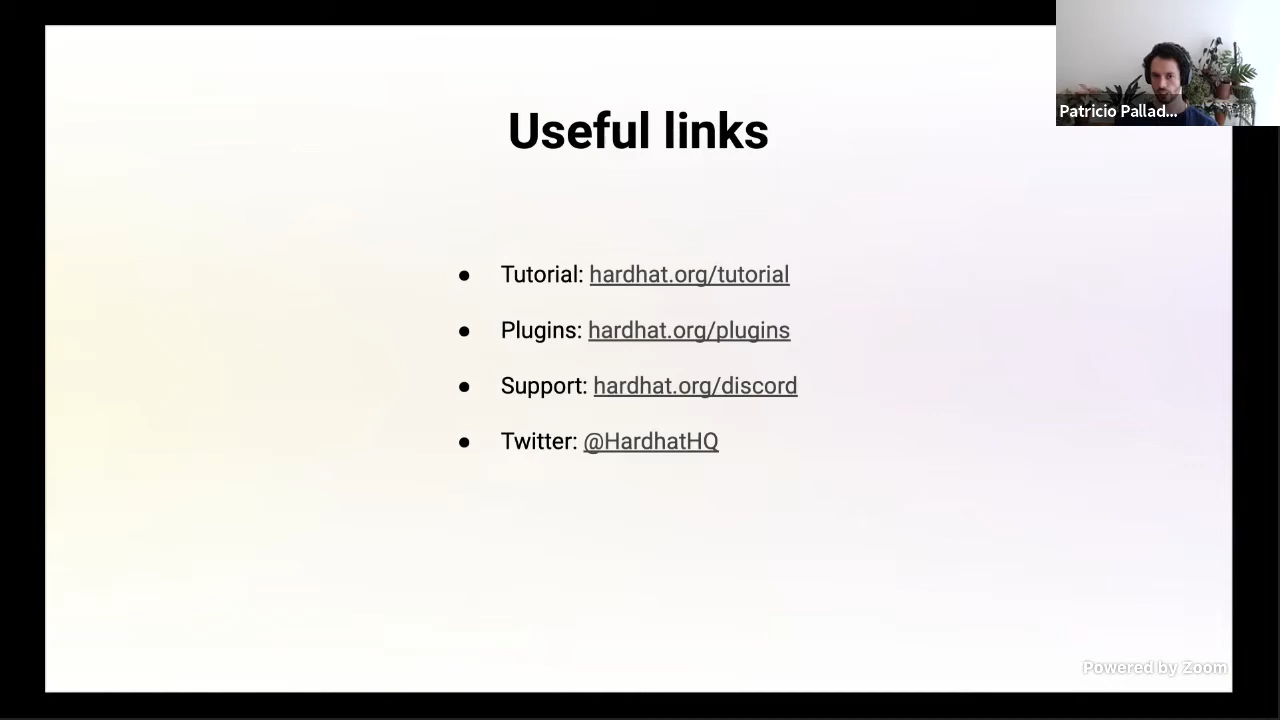 Patricio Pallad...
Useful links
● Tutorial: hardhat.org/tutorial
● Plugins: hardhat.org/plugins
● Support: hardhat.org/discord
● Twitter: @HardhatHQ
Powered by Zoom